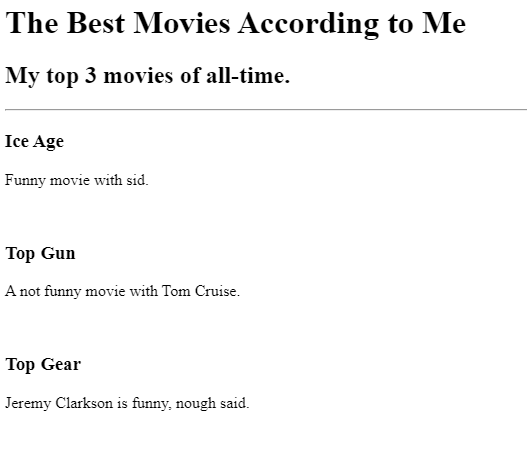 The Best Movies According to Me
My top 3 movies of all-time.
Ice Age
Funny movie with sid.
Top Gun
A not funny movie with Tom Cruise.
Top Gear
Jeremy Clarkson is funny, nough said.